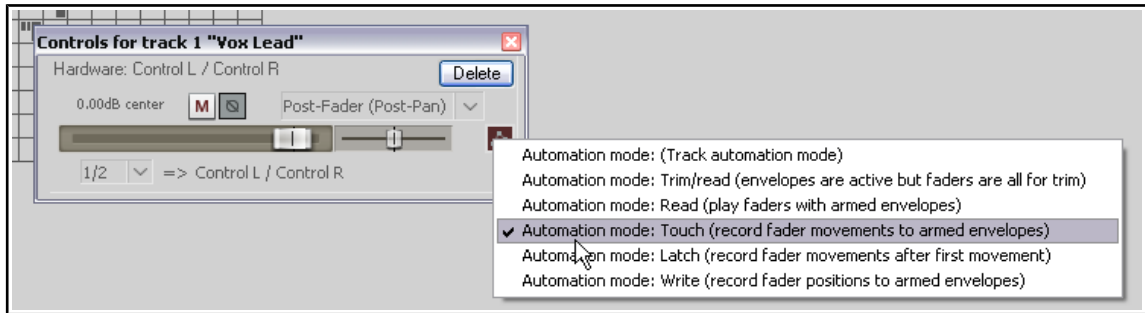 Controls for track 1 "Vox Lead"
Hardware: Control L / Control R
Delete
0.00dB center M Post-Fader (Post-Pan)
1/2 => Control L / Control R
Automation mode: (Track automation mode)
Automation mode: Trim/read (envelopes are active but faders are all for trim)
Automation mode: Read (play faders with armed envelopes)
Automation mode: Touch (record fader movements to armed envelopes)
Automation mode: Latch (record fader movements after first movement)
Automation mode: Write (record fader positions to armed envelopes)